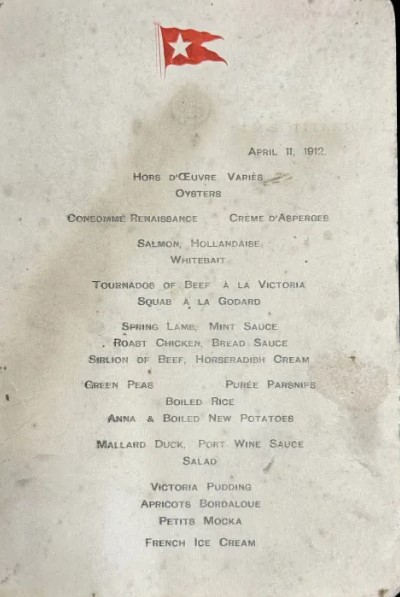 April 11, 1912.
Hors d'Œuvre Variés
Oysters
Consommé Renaissance Crème d'Asperges
Salmon, Hollandaise
Whitebait
Tournados of Beef à la Victoria
Squab à la Godard
Spring Lamb, Mint Sauce
Roast Chicken, Bread Sauce
Sirlion of Beef, Horseradish Cream
Green Peas Purée Parsnips
Boiled Rice
Anna & Boiled New Potatoes
Mallard Duck, Port Wine Sauce
Salad
Victoria Pudding
Apricots Bordaloue
Petits Mocka
French Ice Cream